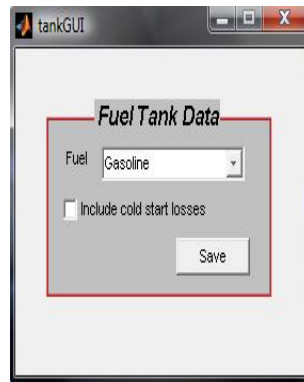 tankGUI
Fuel Tank Data
Fuel Gasoline
Include cold start losses
Save